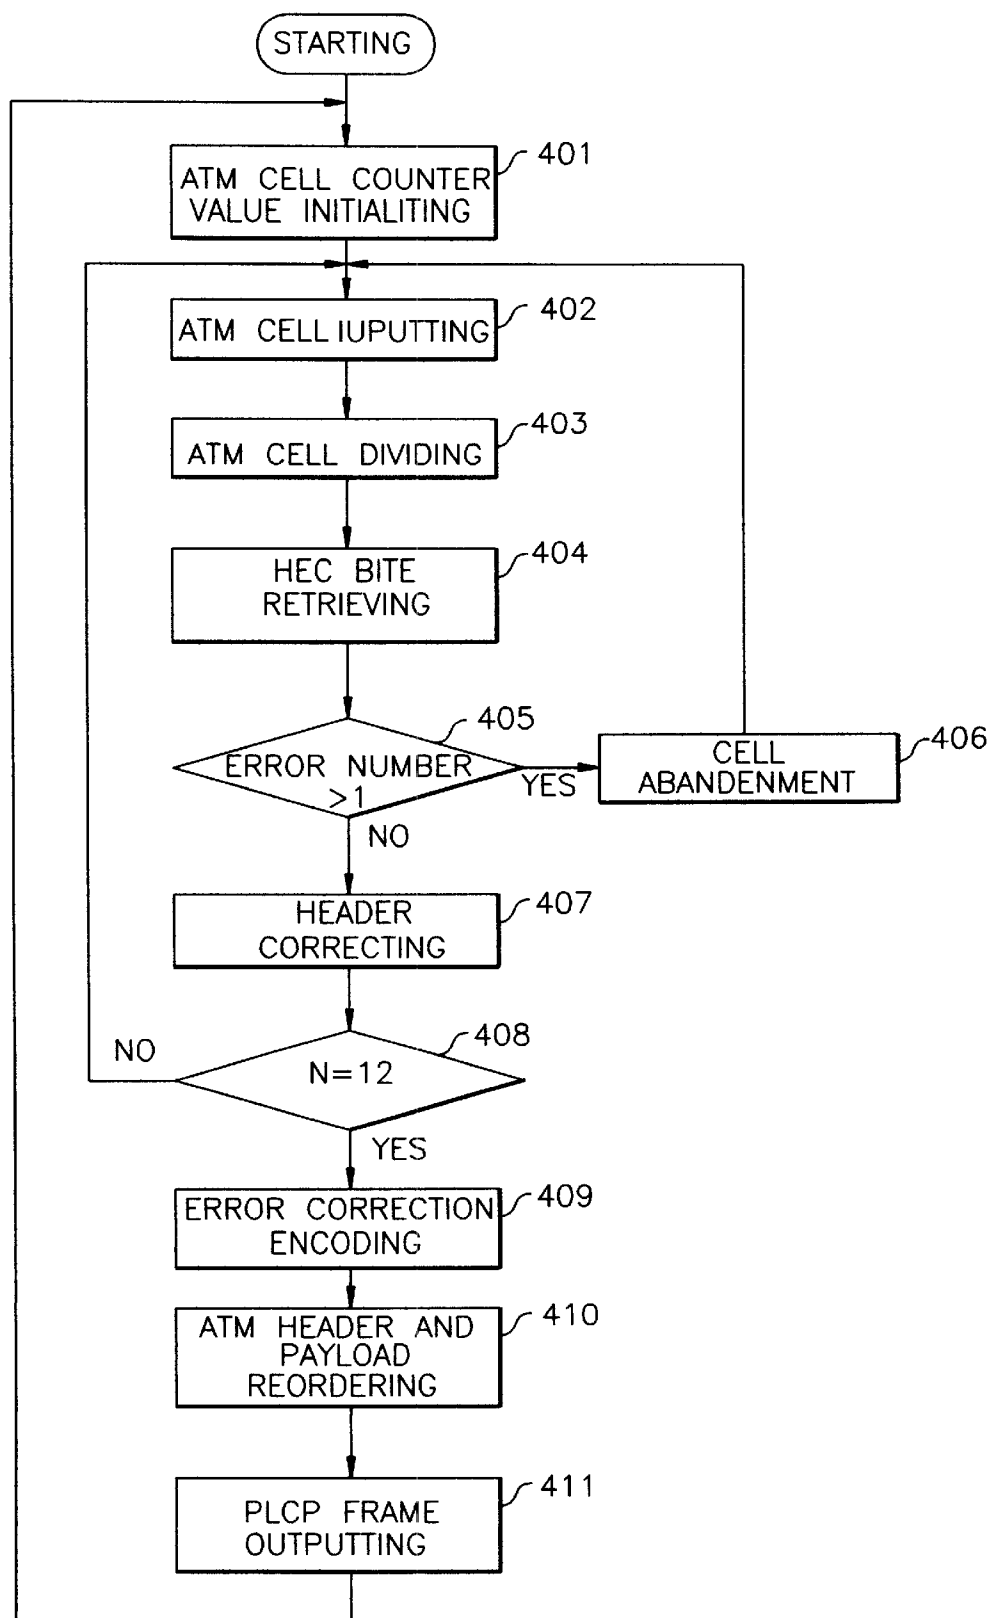 STARTING
401
ATM CELL COUNTER
VALUE INITIALITING
402
ATM CELL IUPUTTING
403
ATM CELL DIVIDING
404
HEC BITE
RETRIEVING
405
ERROR NUMBER
>1
YES
406
CELL
ABANDENMENT
NO
407
HEADER
CORRECTING
408
NO
N=12
YES
409
ERROR CORRECTION
ENCODING
410
ATM HEADER AND
PAYLOAD
REORDERING
411
PLCP FRAME
OUTPUTTING